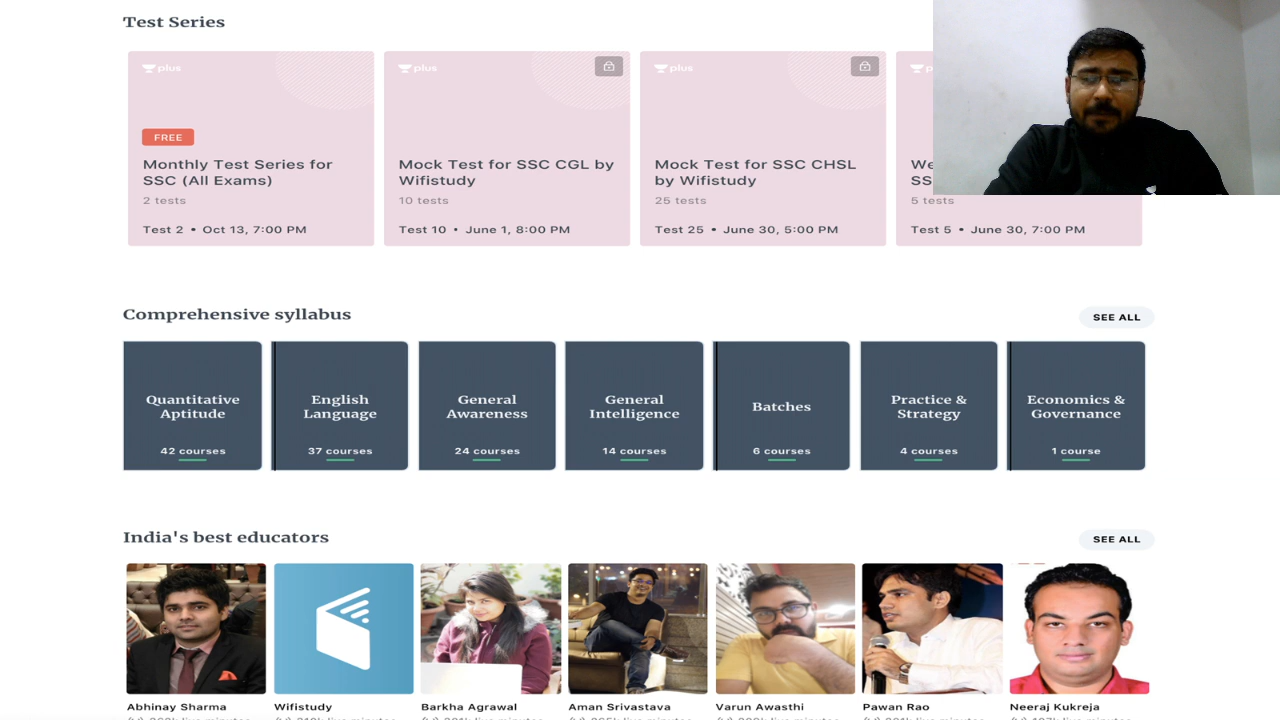 Test Series
plus
FREE
Monthly Test Series for
SSC (All Exams)
2 tests
Test 2 • Oct 13, 7:00 PM
plus
Mock Test for SSC CGL by
Wifistudy
10 tests
Test 10 • June 1, 8:00 PM
plus
Mock Test for SSC CHSL
by Wifistudy
25 tests
Test 25 • June 30, 5:00 PM
5 tests
Test 5 • June 30, 7:00 PM
Comprehensive syllabus
SEE ALL
Quantitative
Aptitude
42 courses
English
Language
37 courses
General
Awareness
24 courses
General
Intelligence
14 courses
Batches
6 courses
Practice &
Strategy
4 courses
Economics &
Governance
1 course
India's best educators
SEE ALL
Abhinay Sharma
Wifistudy
Barkha Agrawal
Aman Srivastava
Varun Awasthi
Pawan Rao
Neeraj Kukreja